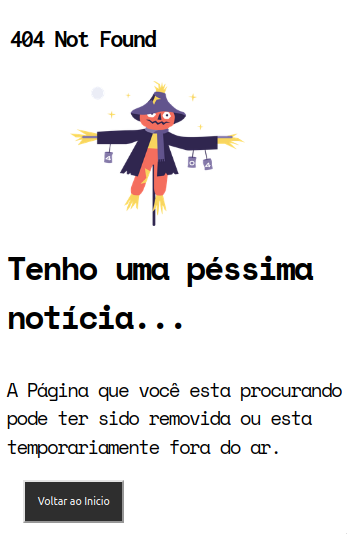 404 Not Found
4
0
4
Tenho uma péssima
notícia...
A Página que você esta procurando
pode ter sido removida ou esta
temporariamente fora do ar.
Voltar ao Inicio